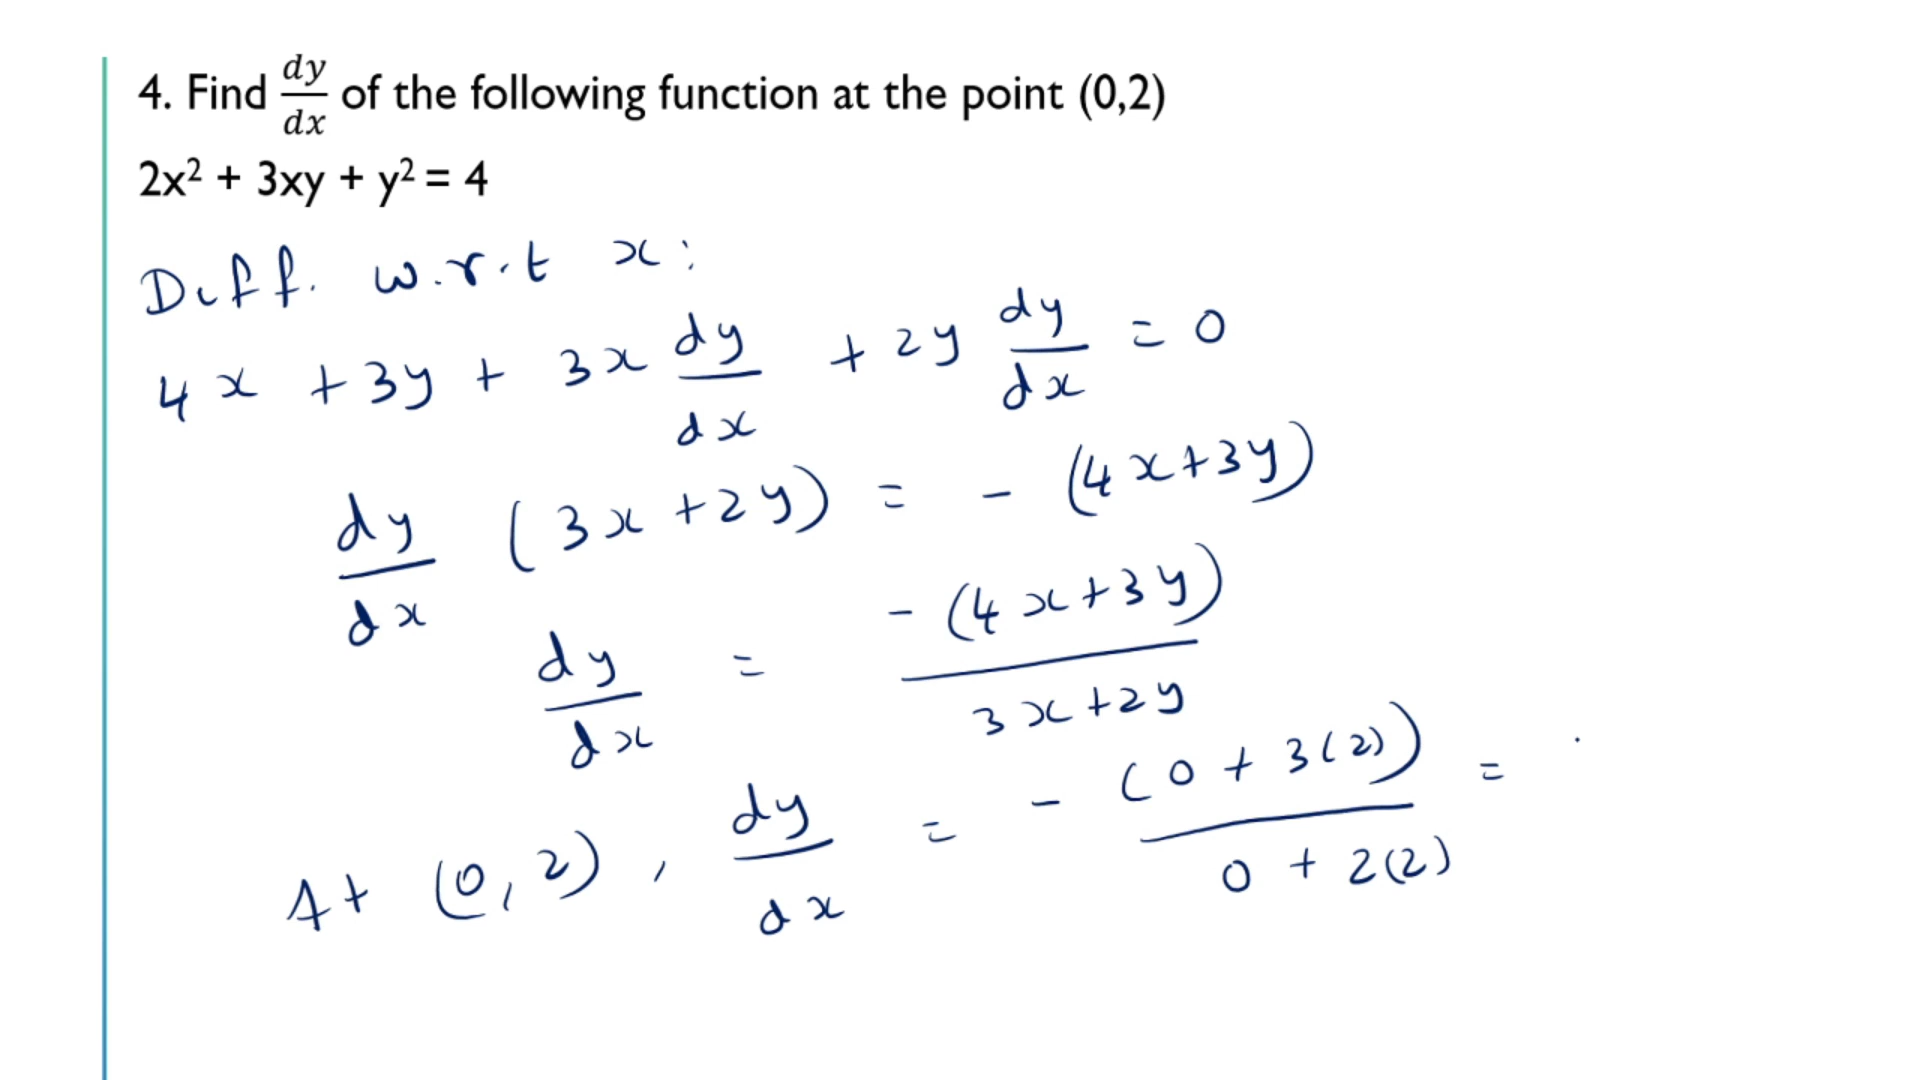 4. Find dy/dx of the following function at the point (0,2)
2x² + 3xy + y² = 4
Diff. w.r.t x:
4x + 3y + 3x dy/dx + 2y dy/dx = 0
dy/dx (3x + 2y) = - (4x + 3y)
dy/dx = -(4x + 3y)/3x + 2y
At (0, 2), dy/dx = - (0 + 3(2))/0 + 2(2) =